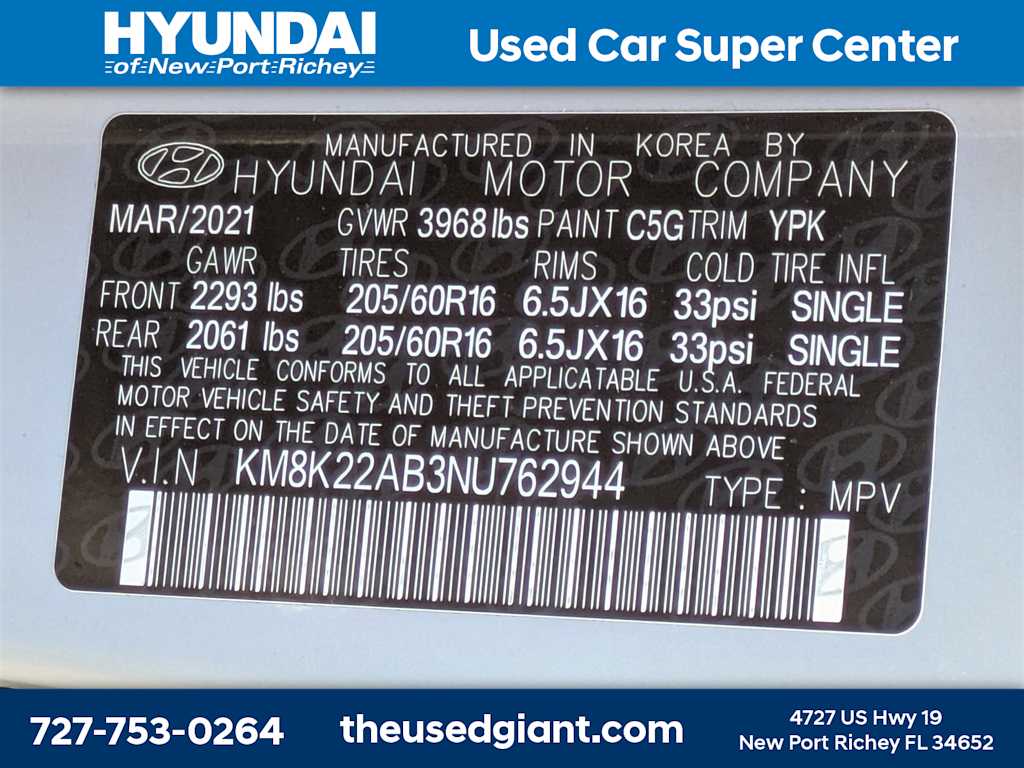 HYUNDAI
of New Port Richey
Used Car Super Center
MANUFACTURED IN KOREA BY
HYUNDAI MOTOR COMPANY
MAR/2021 GVWR 3968 lbs PAINT C5G TRIM YPK
GAWR TIRES RIMS COLD TIRE INFL
FRONT 2293 lbs 205/60R16 6.5JX16 33psi SINGLE
REAR 2061 lbs 205/60R16 6.5JX16 33psi SINGLE
THIS VEHICLE CONFORMS TO ALL APPLICATABLE U.S.A. FEDERAL
MOTOR VEHICLE SAFETY AND THEFT PREVENTION STANDARDS
IN EFFECT ON THE DATE OF MANUFACTURE SHOWN ABOVE
V.I.N KM8K22AB3NU762944 TYPE : MPV
727-753-0264
theusedgiant.com
4727 US Hwy 19
New Port Richey FL 34652